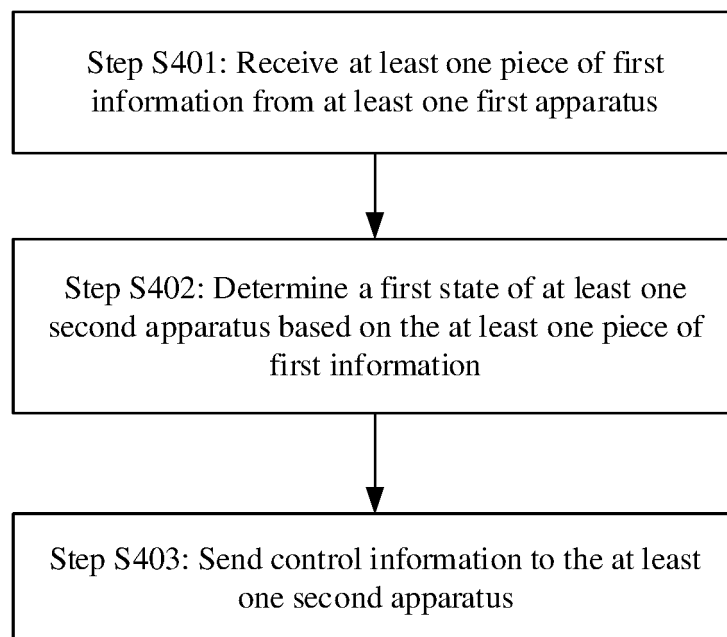 Step S401: Receive at least one piece of first
information from at least one first apparatus
Step S402: Determine a first state of at least one
second apparatus based on the at least one piece of
first information
Step S403: Send control information to the at least
one second apparatus